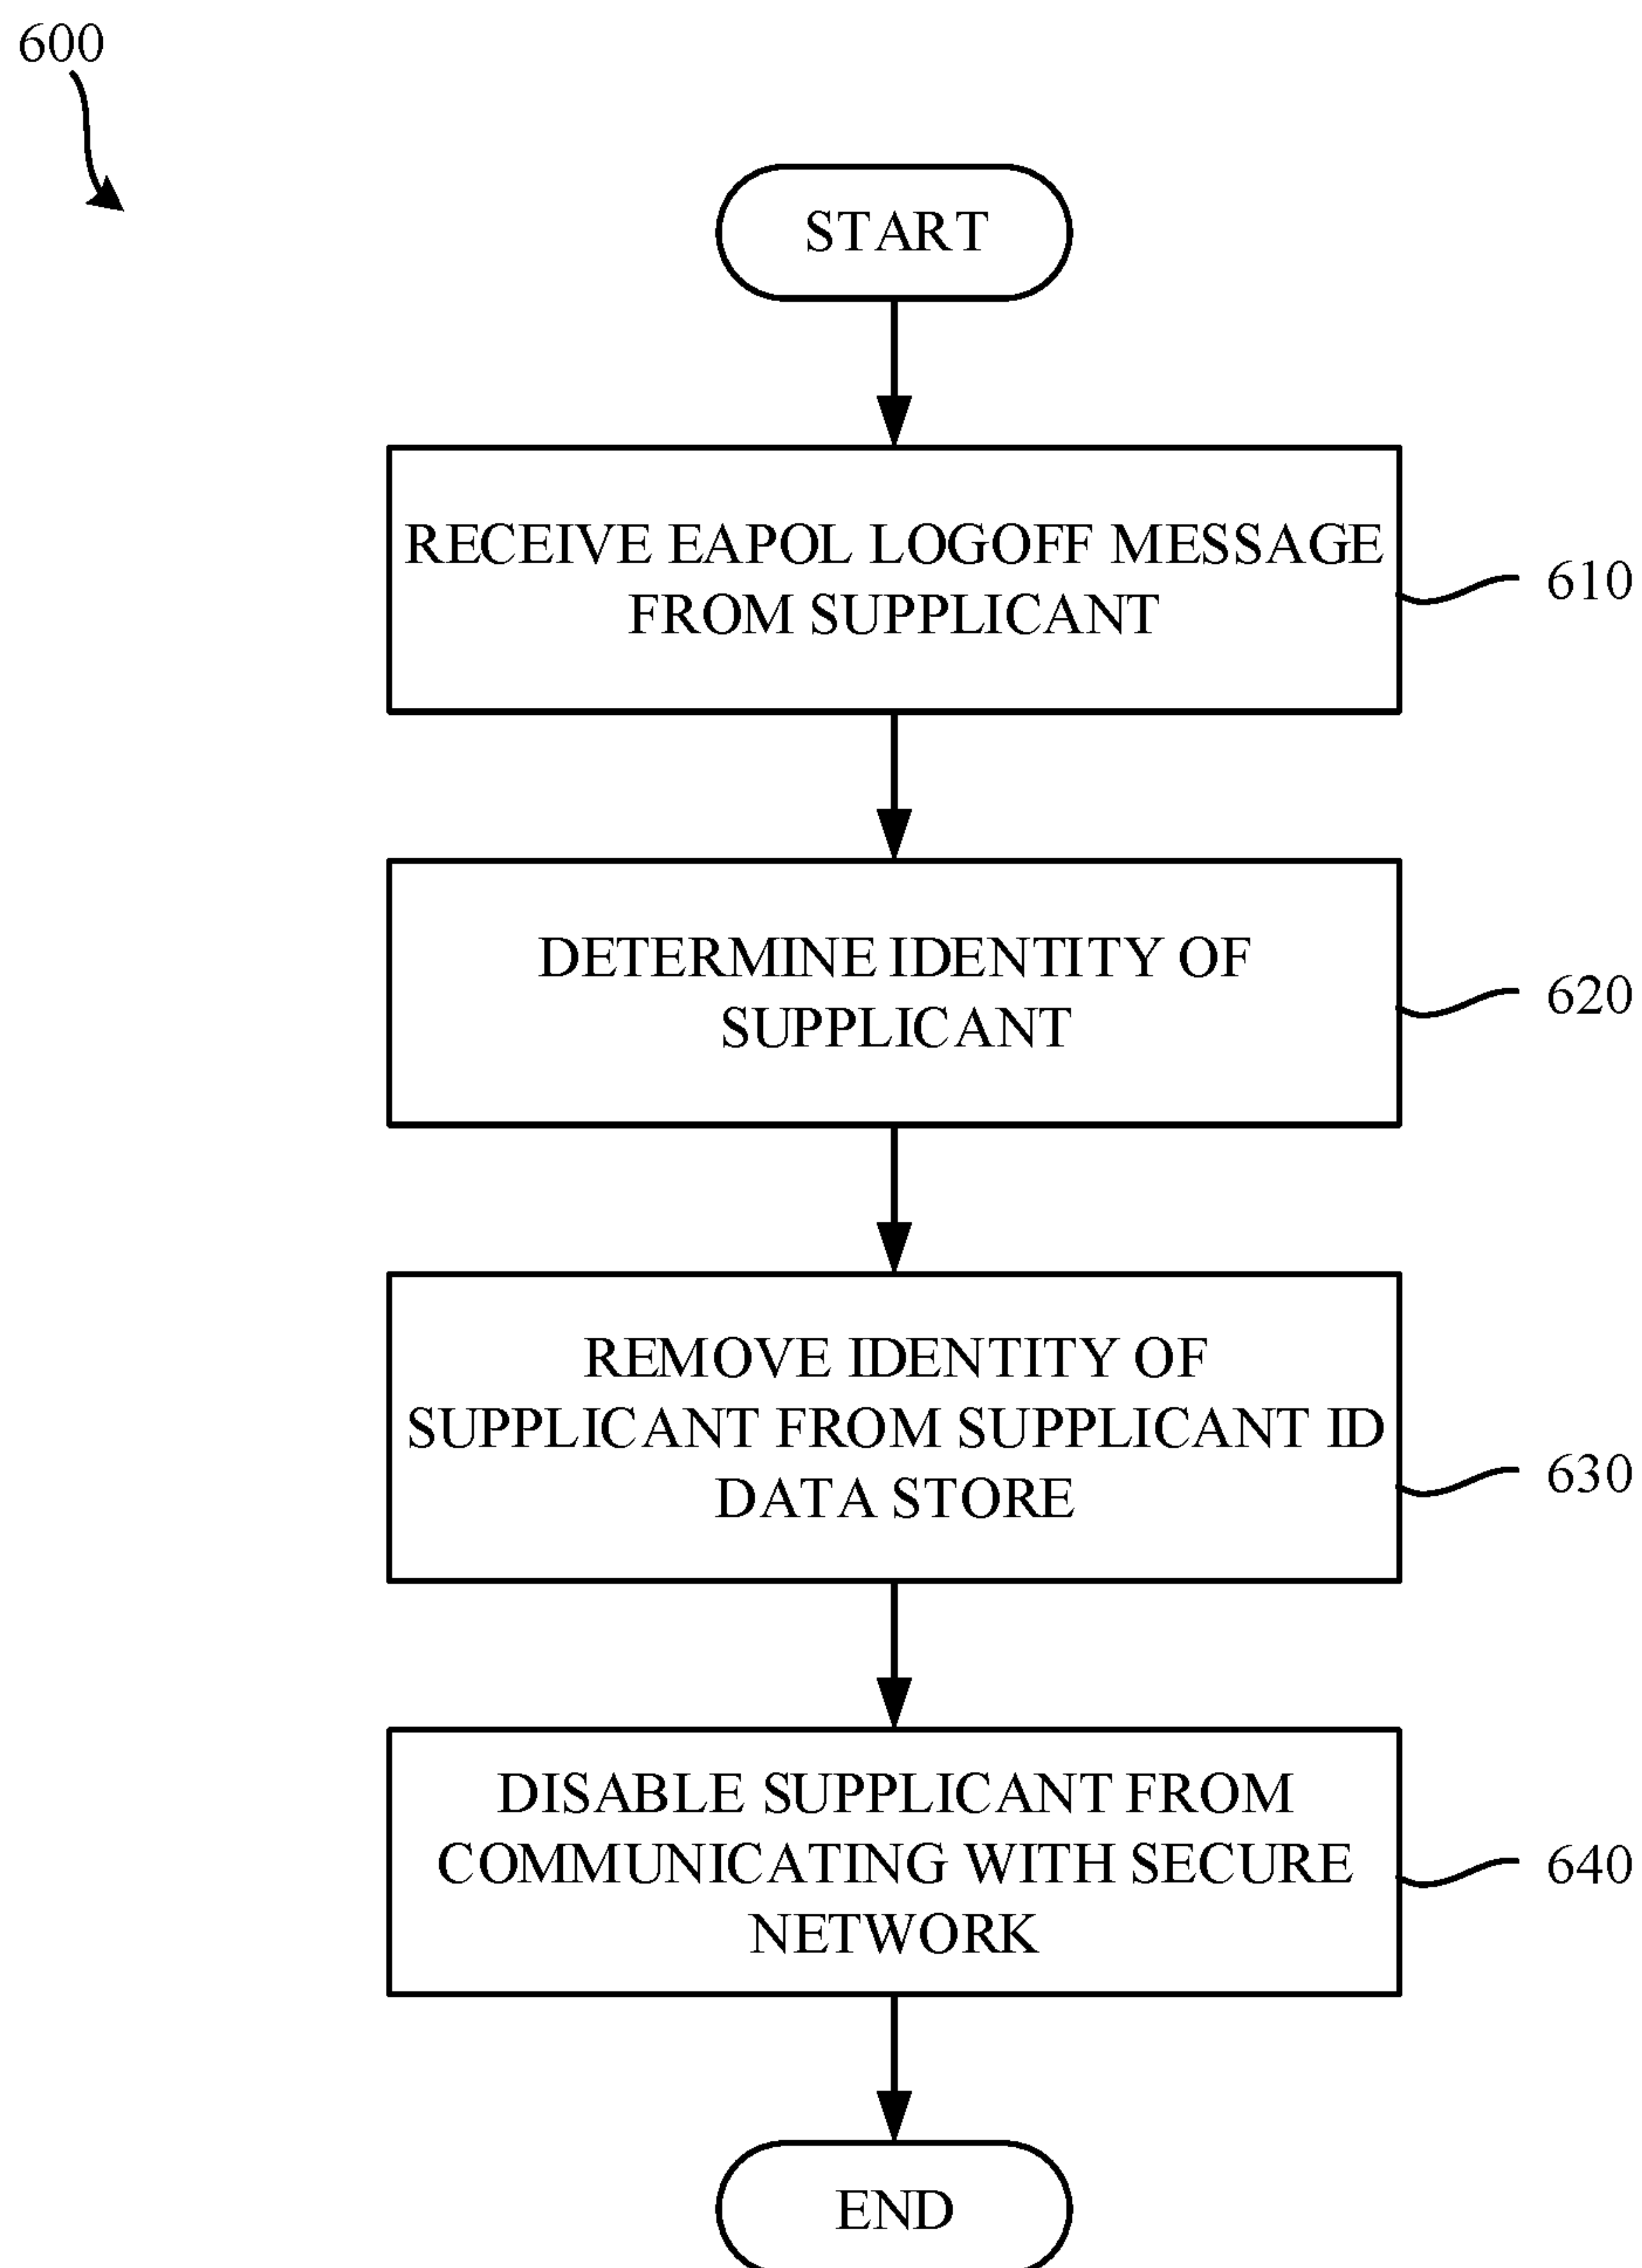 600
START
RECEIVE EAPOL LOGOFF MESSAGE
FROM SUPPLICANT
610
DETERMINE IDENTITY OF
SUPPLICANT
620
REMOVE IDENTITY OF
SUPPLICANT FROM SUPPLICANT ID
DATA STORE
630
DISABLE SUPPLICANT FROM
COMMUNICATING WITH SECURE
NETWORK
640
END